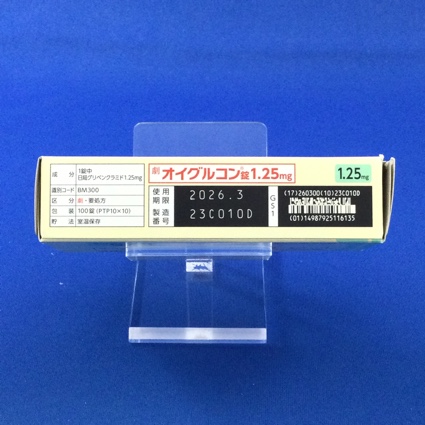 成分 1錠中
日局グリベンクラミド1.25mg
識別コード BM300
区分 劇・要処方
包装 100錠(PTP10×10)
貯法 室温保存
劇 オイグルコン®錠1.25mg
使用期限 2026.3
製造番号 23C010D
GS1
(17)260300(10)23C01OD
(01)14987925116135
1.25mg